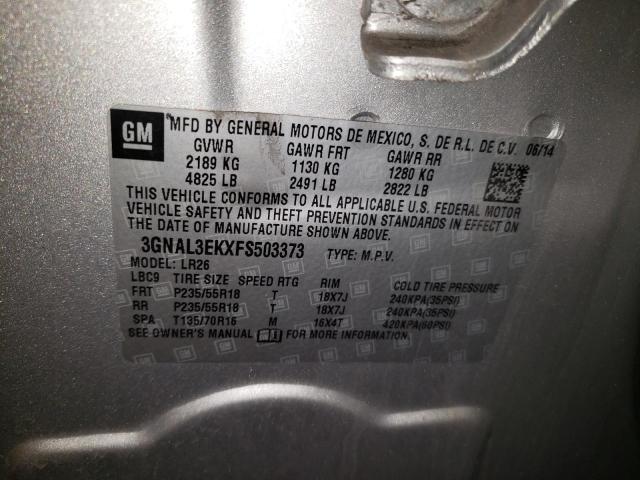 GM
MFD BY GENERAL MOTORS DE MEXICO, S. DE R.L. DE C.V. 06/14
GVWR GAWR FRT GAWR RR
2189 KG 1130 KG 1280 KG
4825 LB 2491 LB 2822 LB
THIS VEHICLE CONFORMS TO ALL APPLICABLE U.S. FEDERAL MOTOR
VEHICLE SAFETY AND THEFT PREVENTION STANDARDS IN EFFECT ON
THE DATE OF MANUFACTURE SHOWN ABOVE.
3GNAL3EKXFS503373 TYPE: M.P.V.
MODEL: LR26
LBC9 TIRE SIZE SPEED RTG RIM COLD TIRE PRESSURE
FRT P235/55R18 T 18X7J 240KPA(35PSI)
RR P235/55R18 T 18X7J 240KPA(35PSI)
SPA T135/70R16 M 16X4T 420KPA(60PSI)
SEE OWNER'S MANUAL FOR MORE INFORMATION